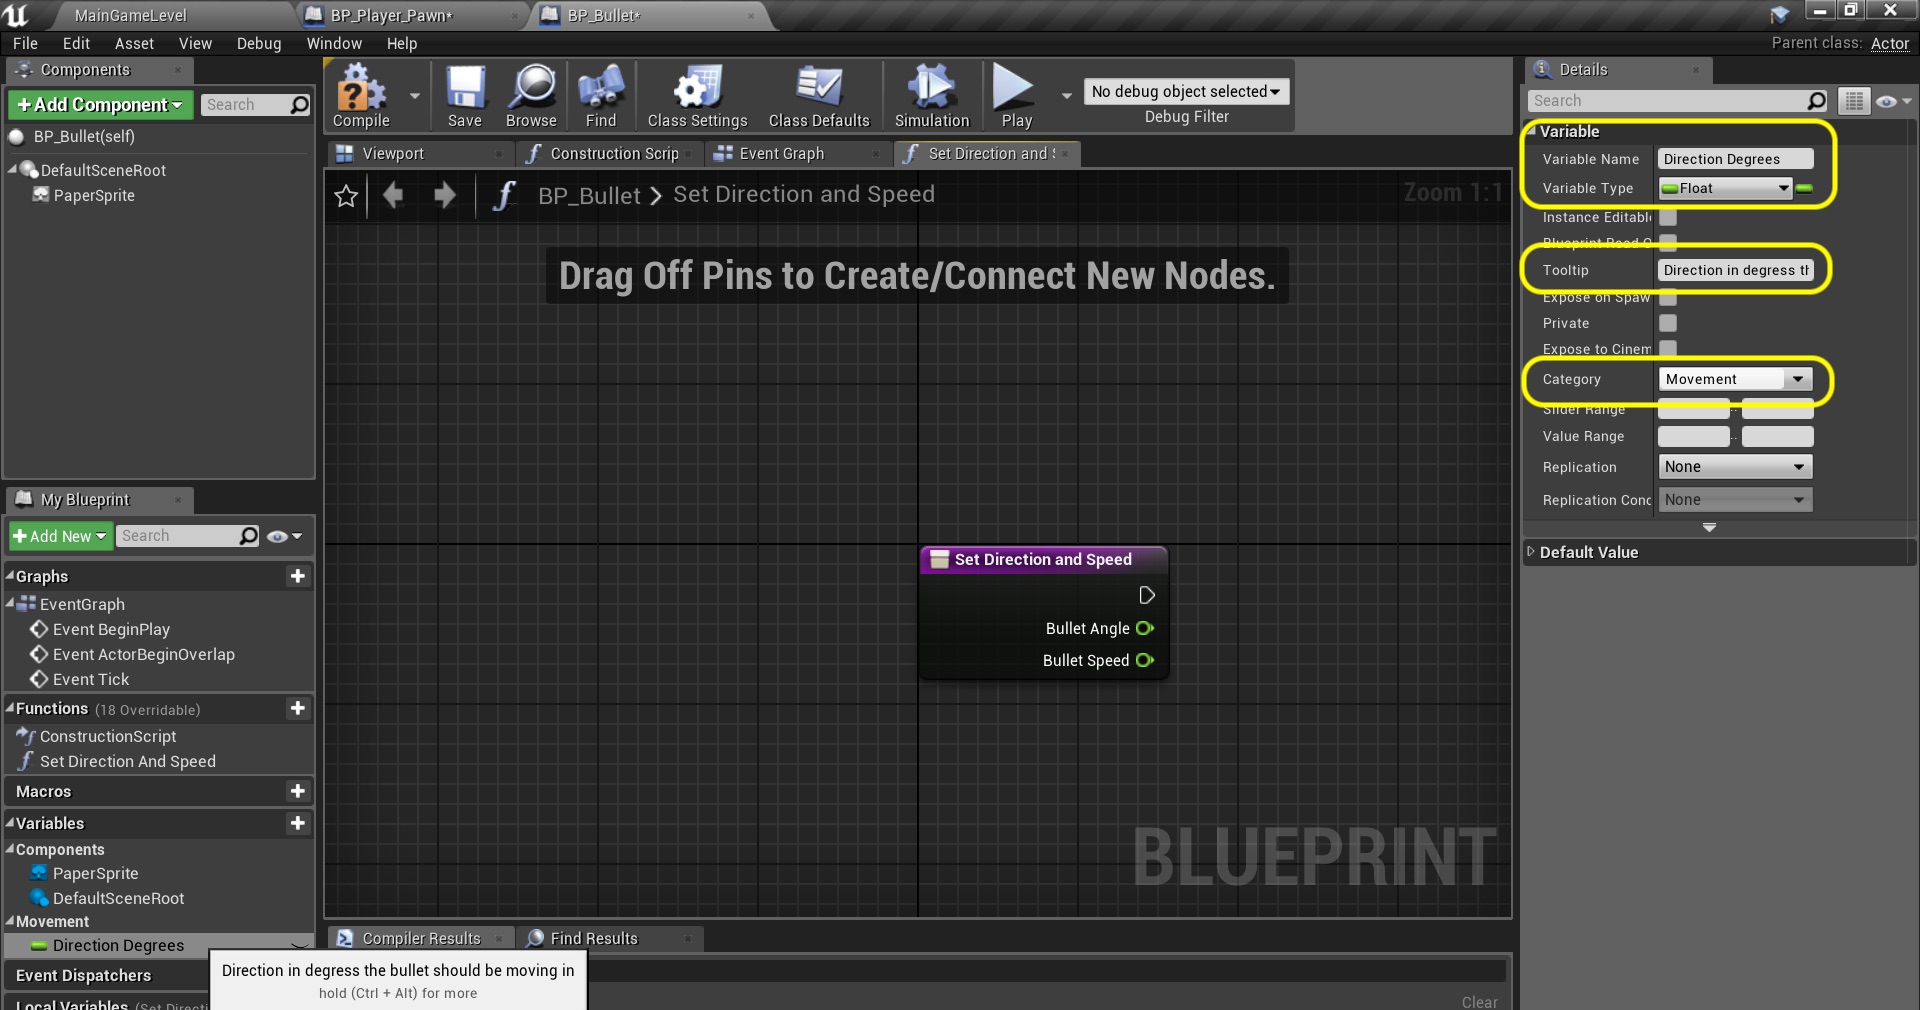 MainGameLevel
BP_Player_Pawn*
BP_Bullet*
File Edit Asset View Debug Window Help
Parent class: Actor
Components
+Add Component
Search
BP_Bullet(self)
DefaultSceneRoot
PaperSprite
My Blueprint
+Add New
Search
Graphs
EventGraph
Event BeginPlay
Event ActorBeginOverlap
Event Tick
Functions (18 Overridable)
ConstructionScript
Set Direction And Speed
Macros
Variables
Components
PaperSprite
DefaultSceneRoot
Movement
Direction Degrees
Event Dispatchers
Local Variables (Set Directi
Direction in degress the bullet should be moving in
hold (Ctrl + Alt) for more
Compile
Save
Browse
Find
Class Settings
Class Defaults
Simulation
Play
No debug object selected
Debug Filter
Viewport
Construction Scrip
Event Graph
Set Direction and S
BP_Bullet > Set Direction and Speed
Zoom 1:1
Drag Off Pins to Create/Connect New Nodes.
Set Direction and Speed
Bullet Angle
Bullet Speed
BLUEPRINT
Compiler Results
Find Results
Clear
Details
Search
Variable
Variable Name Direction Degrees
Variable Type Float
Instance Editabl
Blueprint Read O
Tooltip Direction in degress th
Expose on Spaw
Private
Expose to Cinem
Category Movement
Slider Range
Value Range
Replication None
Replication Conc None
Default Value